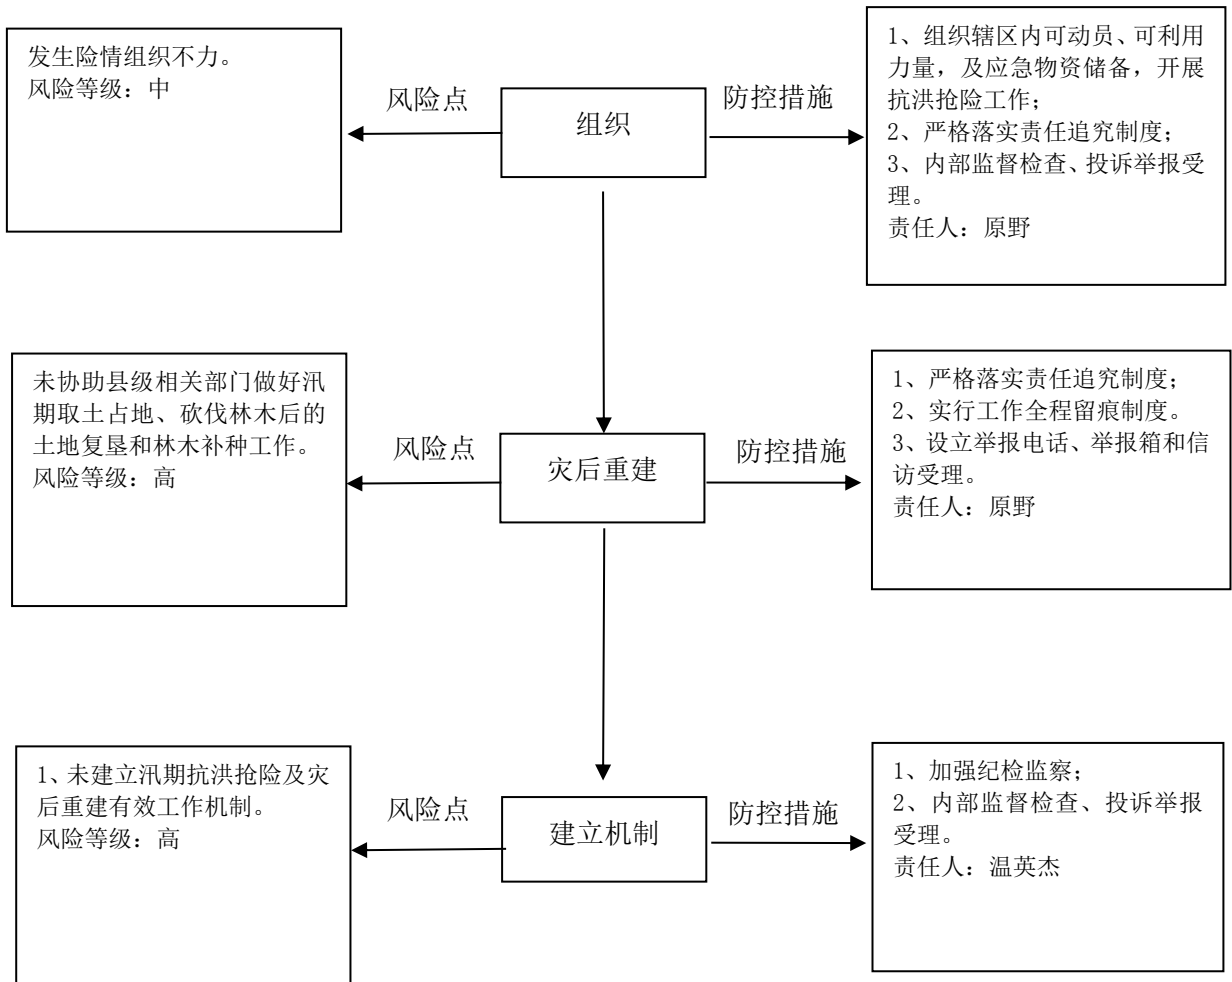 发生险情组织不力。
风险等级：中
风险点
组织
防控措施
1、组织辖区内可动员、可利用
力量，及应急物资储备，开展
抗洪抢险工作；
2、严格落实责任追究制度；
3、内部监督检查、投诉举报受
理。
责任人：原野
未协助县级相关部门做好汛
期取土占地、砍伐林木后的
土地复垦和林木补种工作。
风险等级：高
风险点
灾后重建
防控措施
1、严格落实责任追究制度；
2、实行工作全程留痕制度。
3、设立举报电话、举报箱和信
访受理。
责任人：原野
1、未建立汛期抗洪抢险及灾
后重建有效工作机制。
风险等级：高
风险点
建立机制
防控措施
1、加强纪检监察；
2、内部监督检查、投诉举报
受理。
责任人：温英杰